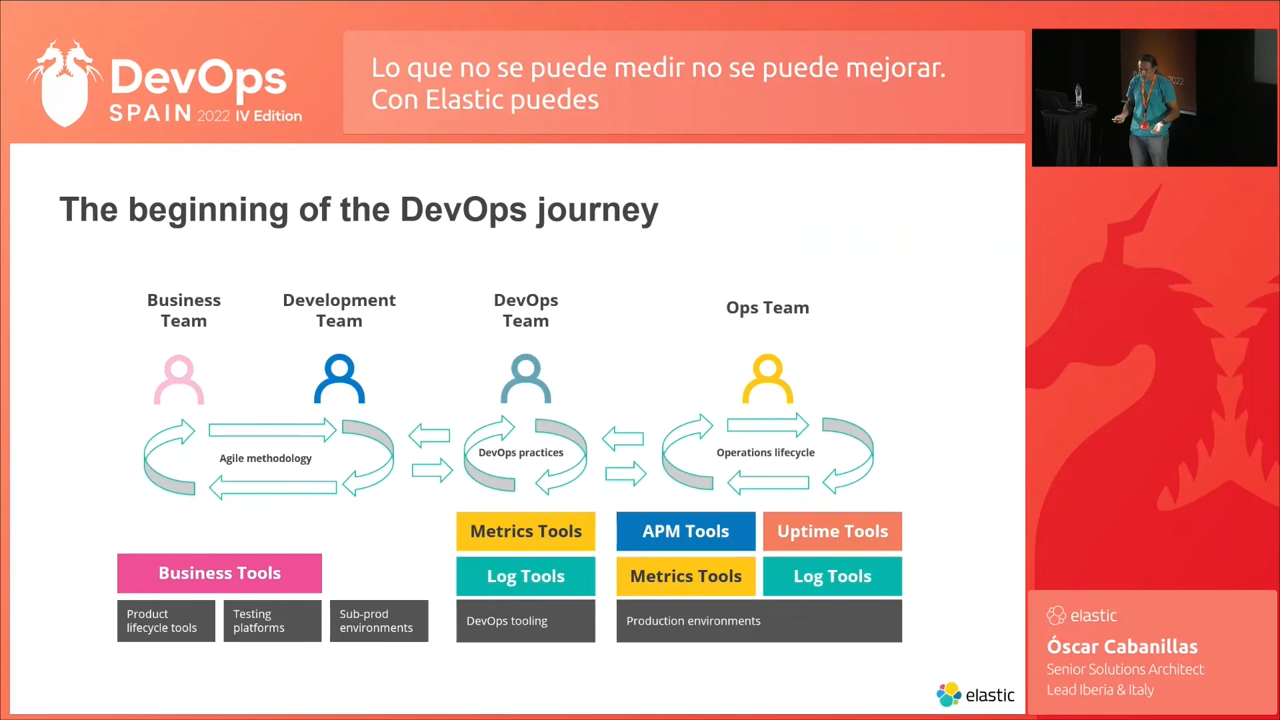 DevOps
SPAIN 2022 IV Edition
Lo que no se puede medir no se puede mejorar.
Con Elastic puedes
The beginning of the DevOps journey
Business
Team
Development
Team
DevOps
Team
Ops Team
Agile methodology
DevOps practices
Operations lifecycle
Metrics Tools
APM Tools
Uptime Tools
Business Tools
Log Tools
Metrics Tools
Log Tools
Product
lifecycle tools
Testing
platforms
Sub-prod
environments
DevOps tooling
Production environments
elastic
elastic
Óscar Cabanillas
Senior Solutions Architect
Lead Iberia & Italy